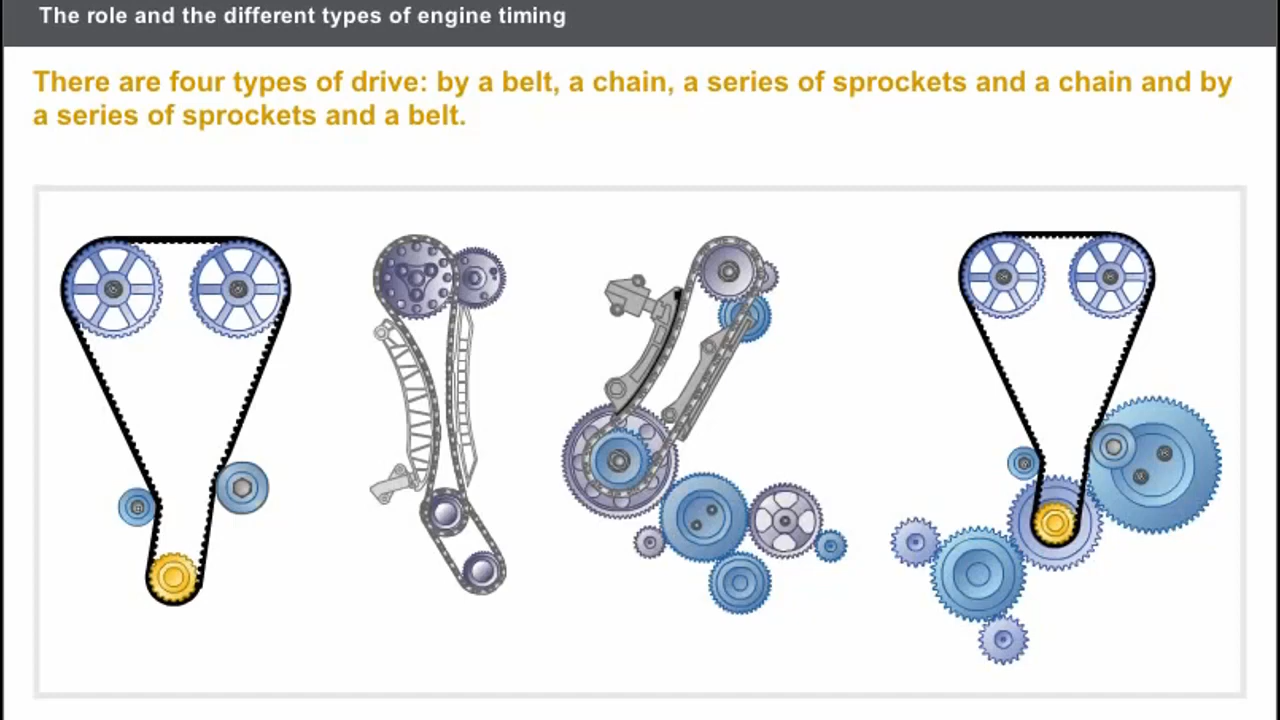 The role and the different types of engine timing
There are four types of drive: by a belt, a chain, a series of sprockets and a chain and by
a series of sprockets and a belt.